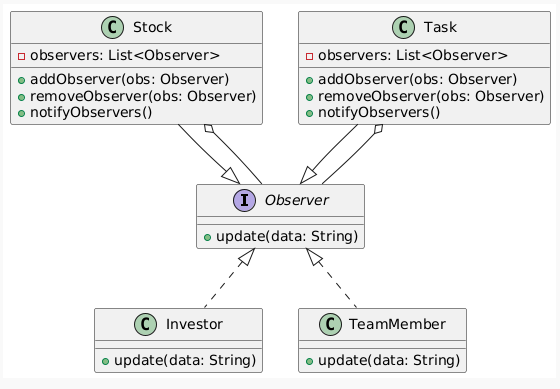 C Stock
observers: List<Observer>
addObserver(obs: Observer)
removeObserver(obs: Observer)
notifyObservers()
C Task
observers: List<Observer>
addObserver(obs: Observer)
removeObserver(obs: Observer)
notifyObservers()
I Observer
update(data: String)
C Investor
update(data: String)
C TeamMember
update(data: String)